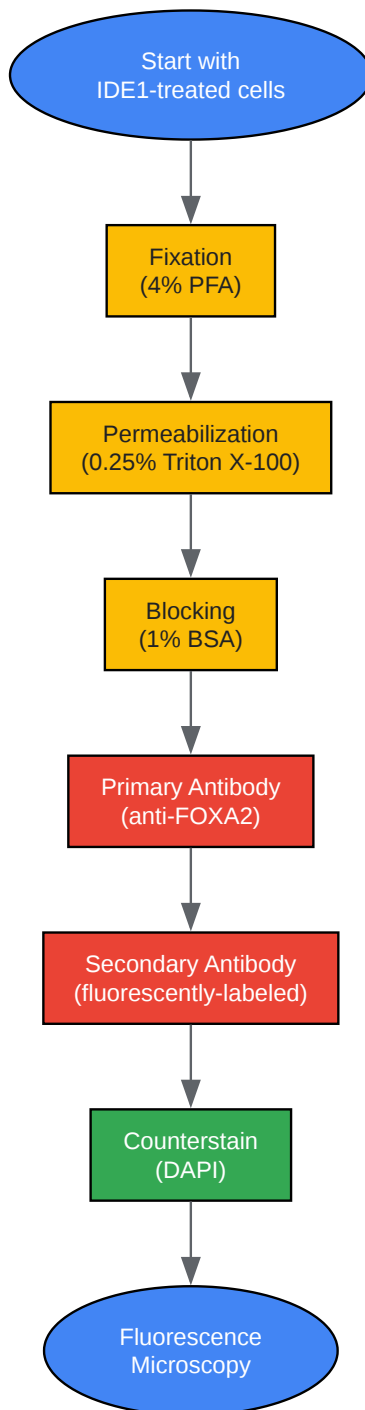 Start with
IDE1-treated cells
Fixation
(4% PFA)
Permeabilization
(0.25% Triton X-100)
Blocking
(1% BSA)
Primary Antibody
(anti-FOXA2)
Secondary Antibody
(fluorescently-labeled)
Counterstain
(DAPI)
Fluorescence
Microscopy